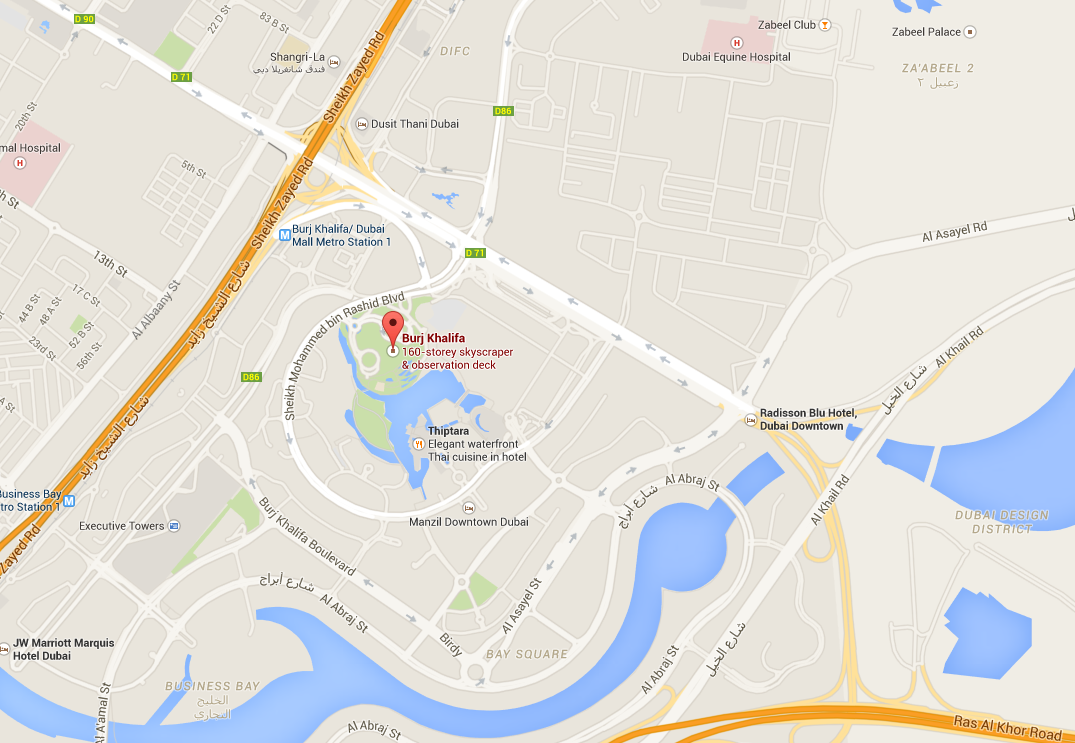 D 90
22 D St
83 B St
Sheikh Zayed Rd
DIFC
Zabeel Club
Zabeel Palace
Dubai Equine Hospital
Shangri-La
فندق شانغريلا دبي
D 71
ZA'ABEEL 2
زعبيل ٢
20th St
D86
Dusit Thani Dubai
mal Hospital
5th St
th St
Sheikh Zayed Rd
Burj Khalifa/ Dubai
Mall Metro Station 1
Al Asayel Rd
D 71
13th St
شارع الشيخ زايد
Al Albaany St
17 C St
44 B St
48 A St
52 B St
56th St
23rd St
A St
Sheikh Mohammed bin Rashid Blvd
Burj Khalifa
160-storey skyscraper
& observation deck
Al Khail Rd
شارع الخيل
D86
شارع الشيخ زايد
Radisson Blu Hotel,
Dubai Downtown
Thiptara
Elegant waterfront
Thai cuisine in hotel
Business Bay
tro Station 1
Al Abraj St
شارع أبراج
Al Khail Rd
Executive Towers
Manzil Downtown Dubai
DUBAI DESIGN
DISTRICT
Zayed Rd
Burj Khalifa Boulevard
شارع أبراج
Al Abraj St
Al Asayel St
Birdy
BAY SQUARE
شارع الخيل
Al Abraj St
JW Marriott Marquis
Hotel Dubai
BUSINESS BAY
الخليج
التجاري
Al A'amal St
Al Abraj St
Ras Al Khor Road